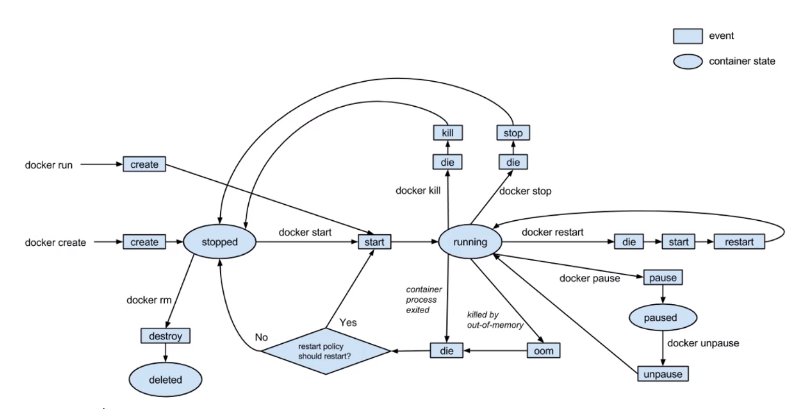 event
container state
kill
stop
docker run
create
die
die
docker kill
docker stop
docker create
create
stopped
docker start
start
running
docker restart
die
start
restart
docker pause
pause
container
process
exited
killed by
out-of-memory
paused
docker rm
No
Yes
docker unpause
destroy
restart policy
should restart?
die
oom
unpause
deleted